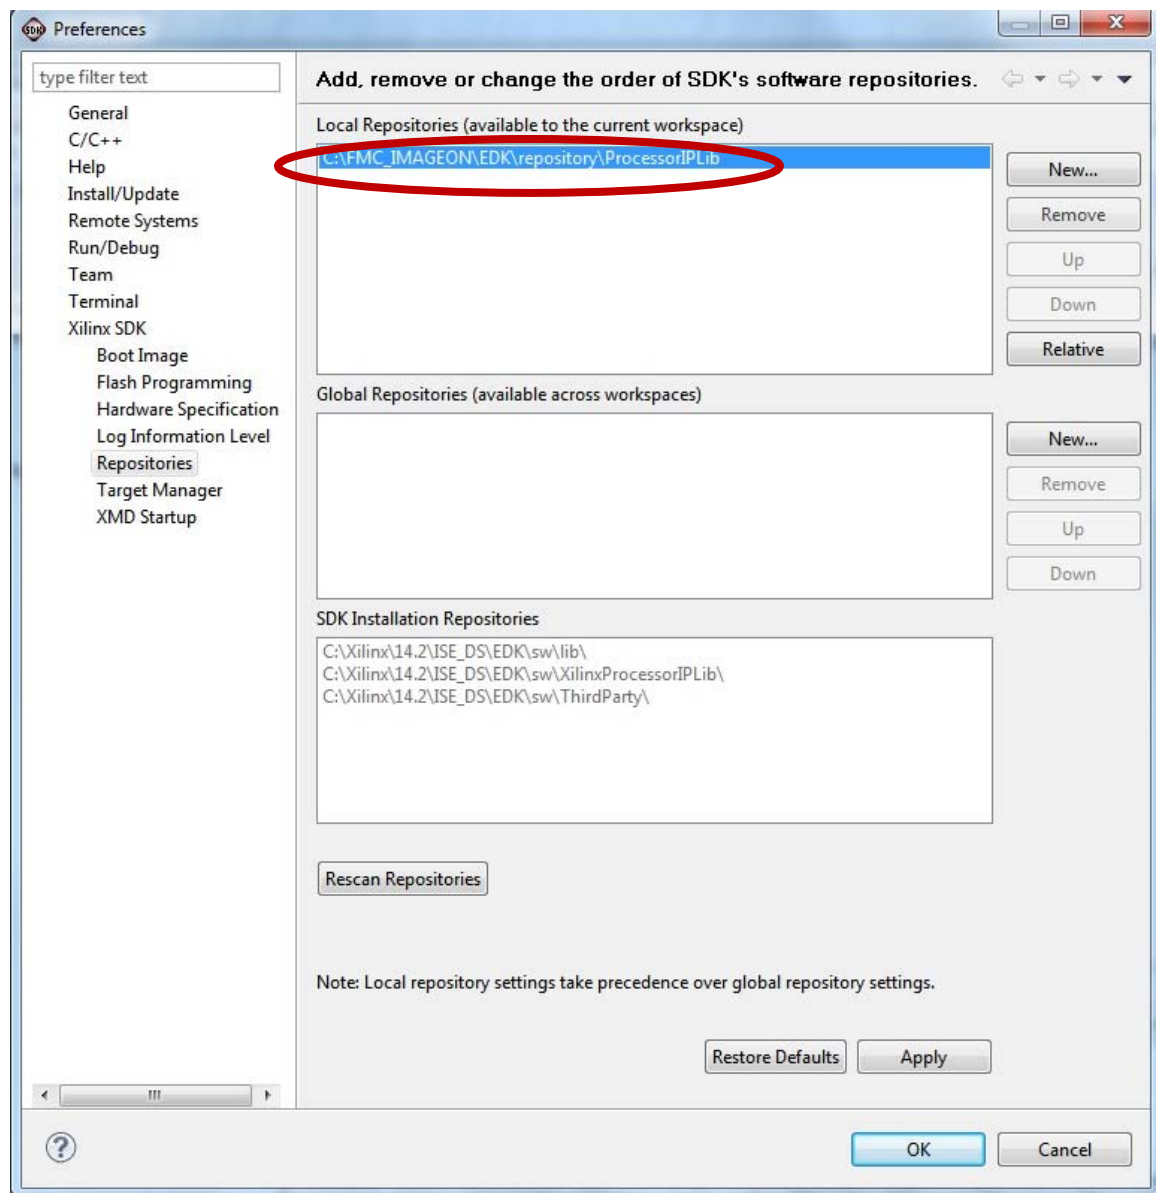 Preferences
type filter text
General
C/C++
Help
Install/Update
Remote Systems
Run/Debug
Team
Terminal
Xilinx SDK
Boot Image
Flash Programming
Hardware Specification
Log Information Level
Repositories
Target Manager
XMD Startup
Add, remove or change the order of SDK's software repositories.
Local Repositories (available to the current workspace)
C:\FMC_IMAGEON\EDK\repository\ProcessorIPLib
New...
Remove
Up
Down
Relative
Global Repositories (available across workspaces)
New...
Remove
Up
Down
SDK Installation Repositories
C:\Xilinx\14.2\ISE_DS\EDK\sw\lib\
C:\Xilinx\14.2\ISE_DS\EDK\sw\XilinxProcessorIPLib\
C:\Xilinx\14.2\ISE_DS\EDK\sw\ThirdParty\
Rescan Repositories
Note: Local repository settings take precedence over global repository settings.
Restore Defaults
Apply
OK
Cancel